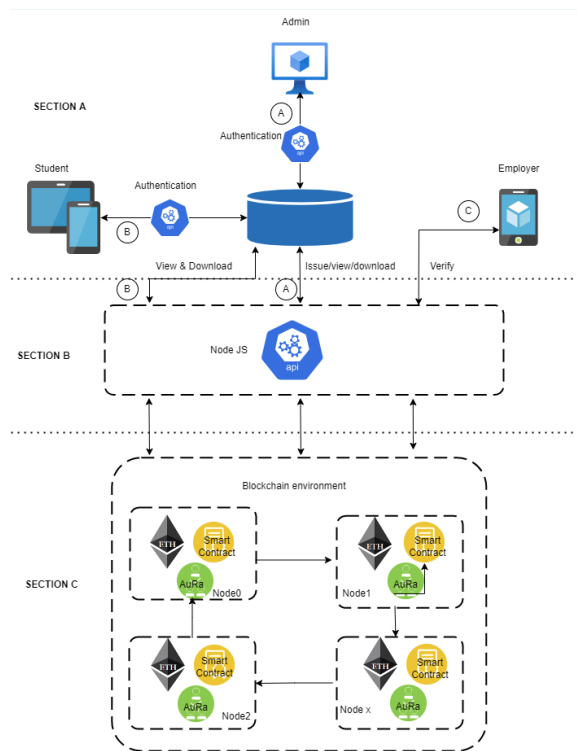 Admin
SECTION A
A
Authentication
api
Student
Authentication
Employer
B
api
C
View & Download
Issue/view/download
Verify
B
A
SECTION B
Node JS
api
Blockchain environment
ETH
Smart
Contract
AuRa
Node0
ETH
Smart
Contract
AuRa
Node1
SECTION C
ETH
Smart
Contract
AuRa
Node2
ETH
Smart
Contract
AuRa
Node x